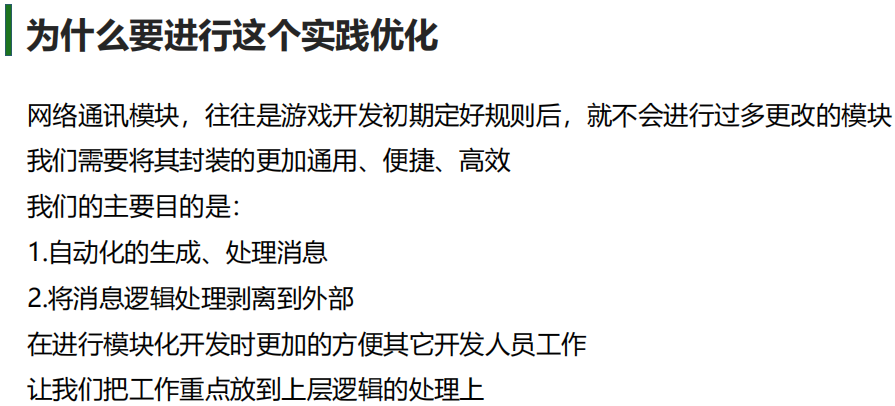 为什么要进行这个实践优化
网络通讯模块，往往是游戏开发初期定好规则后，就不会进行过多更改的模块
我们需要将其封装的更加通用、便捷、高效
我们的主要目的是：
1.自动化的生成、处理消息
2.将消息逻辑处理剥离到外部
在进行模块化开发时更加的方便其它开发人员工作
让我们把工作重点放到上层逻辑的处理上